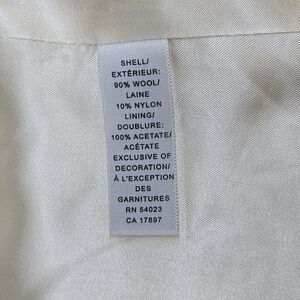 SHELL/
EXTÉRIEUR:
90% WOOL/
LAINE
10% NYLON
LINING/
DOUBLURE:
100% ACETATE/
ACÉTATE
EXCLUSIVE OF
DECORATION/
À L'EXCEPTION
DES
GARNITURES
RN 54023
CA 17897